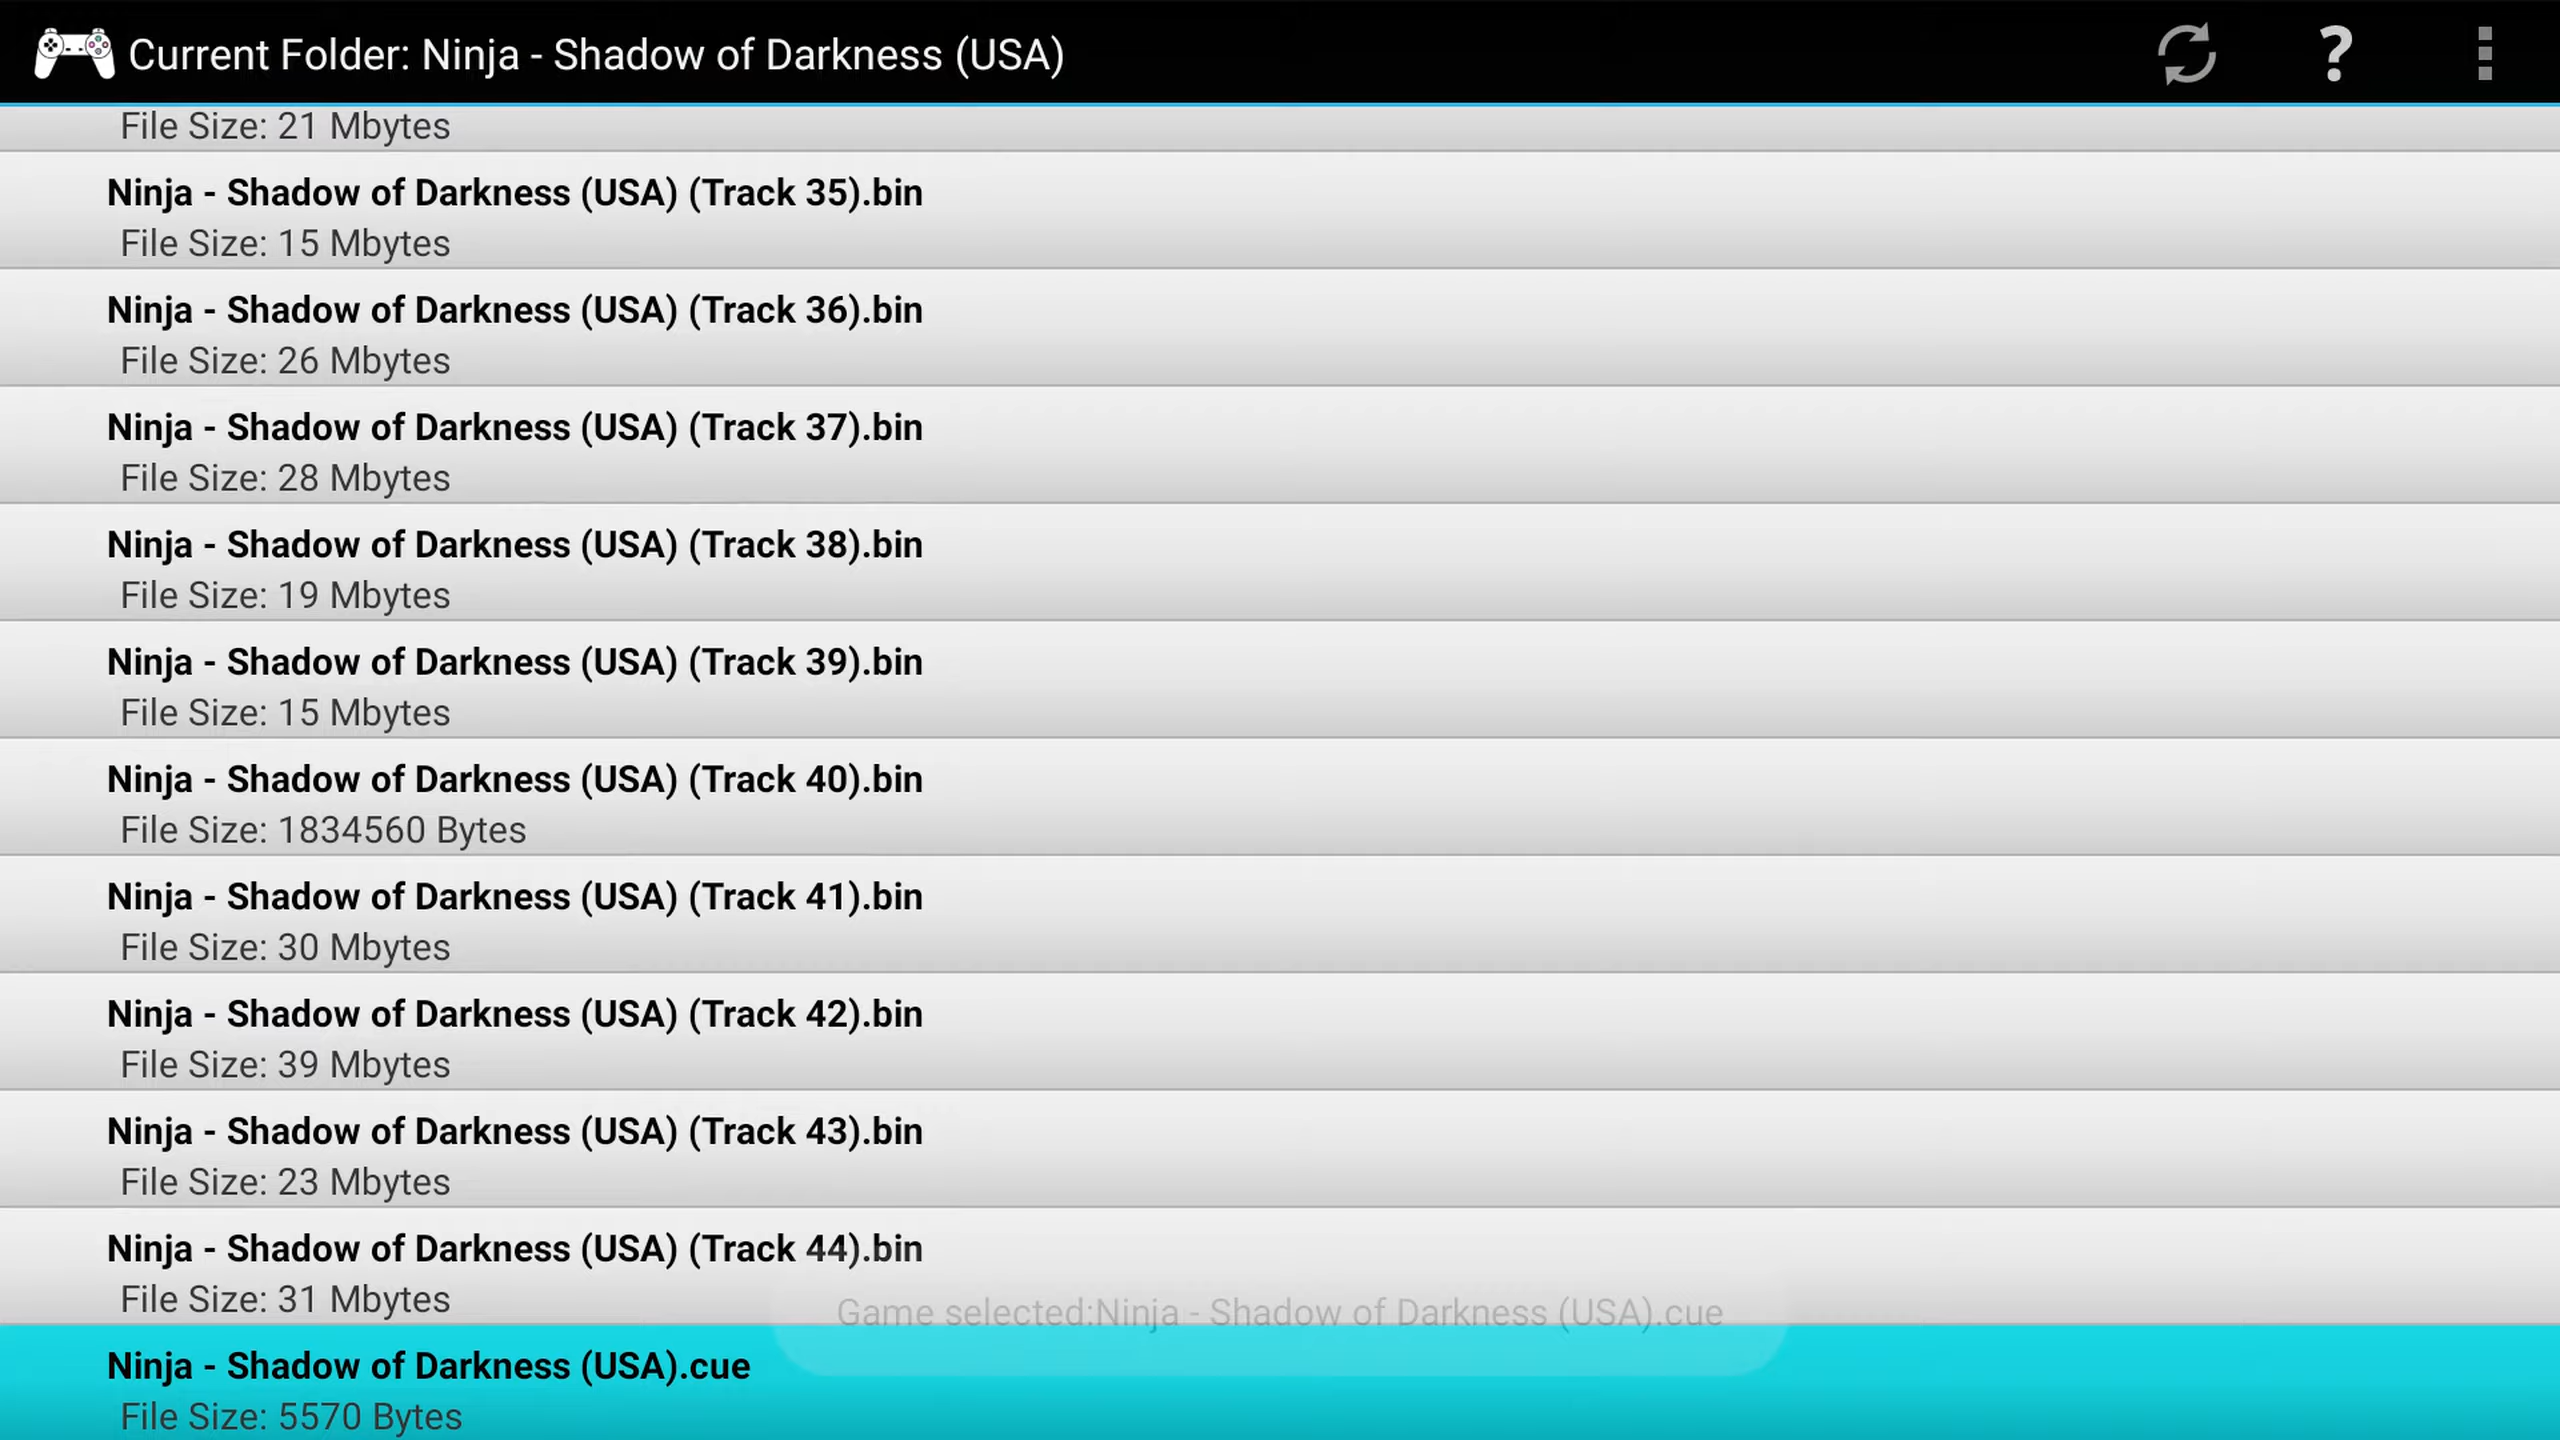 Current Folder: Ninja - Shadow of Darkness (USA)
?
File Size: 21 Mbytes
Ninja - Shadow of Darkness (USA) (Track 35).bin
File Size: 15 Mbytes
Ninja - Shadow of Darkness (USA) (Track 36).bin
File Size: 26 Mbytes
Ninja - Shadow of Darkness (USA) (Track 37).bin
File Size: 28 Mbytes
Ninja - Shadow of Darkness (USA) (Track 38).bin
File Size: 19 Mbytes
Ninja - Shadow of Darkness (USA) (Track 39).bin
File Size: 15 Mbytes
Ninja - Shadow of Darkness (USA) (Track 40).bin
File Size: 1834560 Bytes
Ninja - Shadow of Darkness (USA) (Track 41).bin
File Size: 30 Mbytes
Ninja - Shadow of Darkness (USA) (Track 42).bin
File Size: 39 Mbytes
Ninja - Shadow of Darkness (USA) (Track 43).bin
File Size: 23 Mbytes
Ninja - Shadow of Darkness (USA) (Track 44).bin
File Size: 31 Mbytes
Game selected:Ninja - Shadow of Darkness (USA).cue
Ninja - Shadow of Darkness (USA).cue
File Size: 5570 Bytes